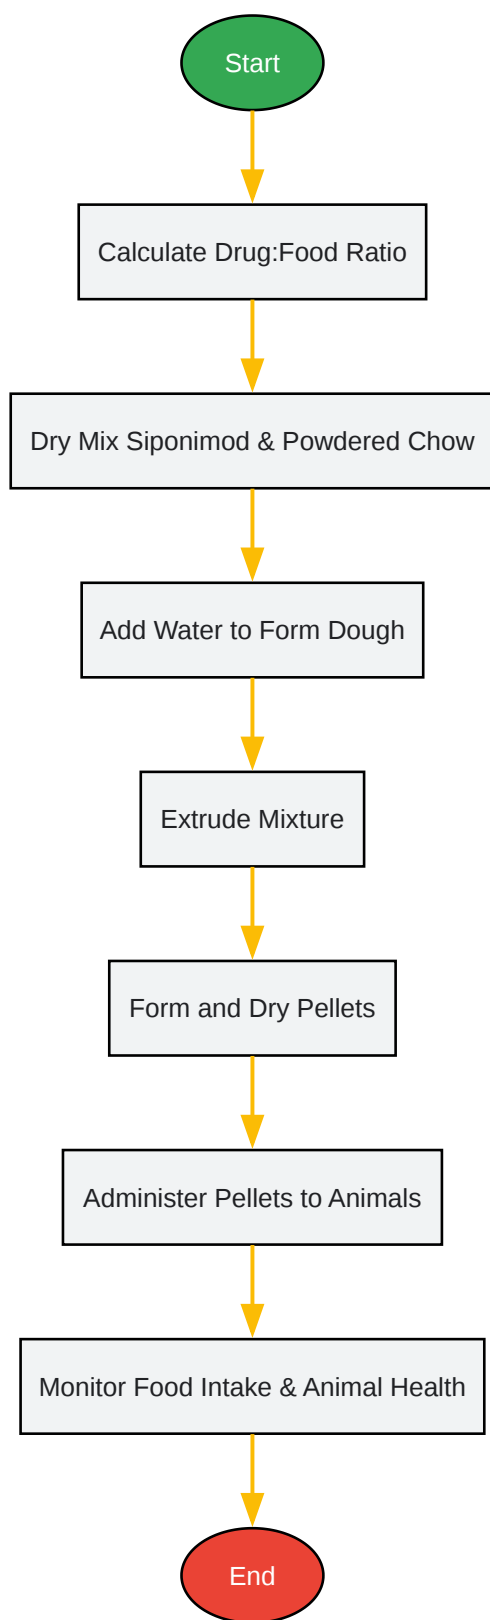 Start
Calculate Drug:Food Ratio
Dry Mix Siponimod & Powdered Chow
Add Water to Form Dough
Extrude Mixture
Form and Dry Pellets
Administer Pellets to Animals
Monitor Food Intake & Animal Health
End